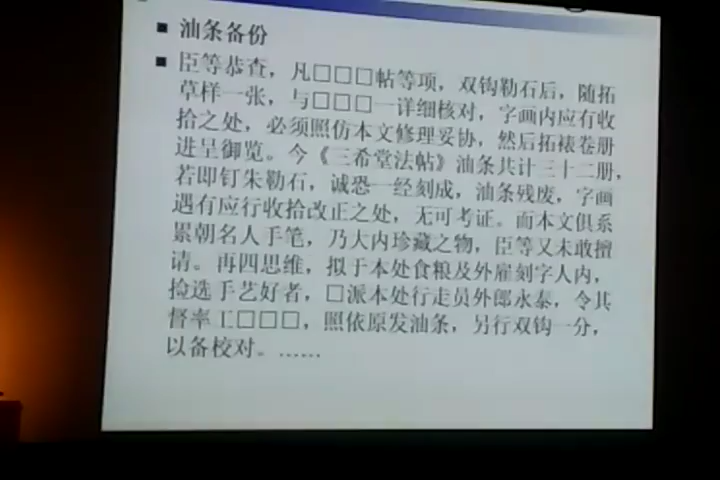 ■ 油条备份
■ 臣等恭查，凡□□□帖等项，双钩勒石后，随拓
草样一张，与□□□一详细核对，字画内应有收
拾之处，必须照仿本文修理妥协，然后拓裱卷册
进呈御览。今《三希堂法帖》油条共计三十二册，
若即钉朱勒石，诚恐一经刻成，油条残废，字画
遇有应行收拾改正之处，无可考证。而本文俱系
累朝名人手笔，乃大内珍藏之物，臣等又未敢擅
请。再四思维，拟于本处食粮及外雇刻字人内，
捡选手艺好者，□派本处行走员外郎永泰，令其
督率工□□□，照依原发油条，另行双钩一分，
以备校对。……